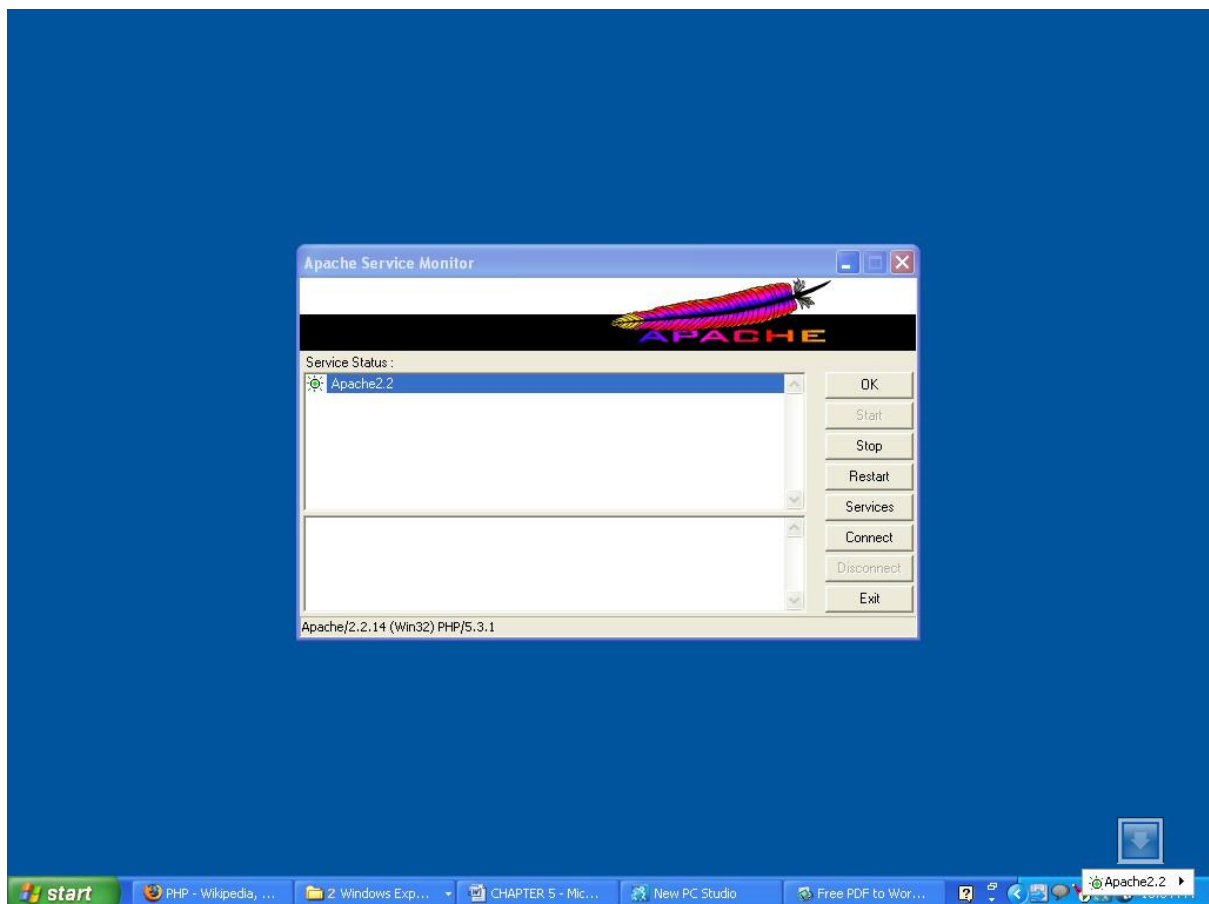 Apache Service Monitor
APACHE
Service Status :
Apache2.2
OK
Start
Stop
Restart
Services
Connect
Disconnect
Exit
Apache/2.2.14 (Win32) PHP/5.3.1
Apache2.2
start
PHP - Wikipedia, ...
2 Windows Exp...
CHAPTER 5 - Mic...
New PC Studio
Free PDF to Wor...